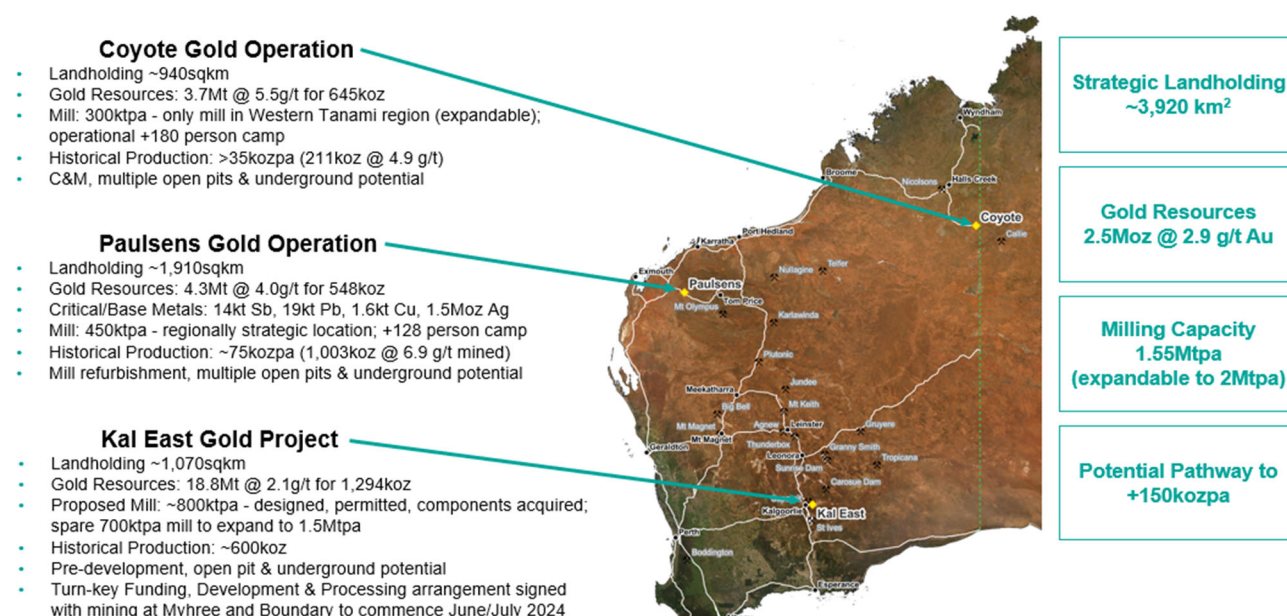 Coyote Gold Operation
• Landholding ~940sqkm
• Gold Resources: 3.7Mt @ 5.5g/t for 645koz
• Mill: 300ktpa - only mill in Western Tanami region (expandable);
operational +180 person camp
• Historical Production: >35kozpa (211koz @ 4.9 g/t)
• C&M, multiple open pits & underground potential
Paulsens Gold Operation
• Landholding ~1,910sqkm
• Gold Resources: 4.3Mt @ 4.0g/t for 548koz
• Critical/Base Metals: 14kt Sb, 19kt Pb, 1.6kt Cu, 1.5Moz Ag
• Mill: 450ktpa - regionally strategic location; +128 person camp
• Historical Production: ~75kozpa (1,003koz @ 6.9 g/t mined)
• Mill refurbishment, multiple open pits & underground potential
Kal East Gold Project
• Landholding ~1,070sqkm
• Gold Resources: 18.8Mt @ 2.1g/t for 1,294koz
• Proposed Mill: ~800ktpa - designed, permitted, components acquired;
spare 700ktpa mill to expand to 1.5Mtpa
• Historical Production: ~600koz
• Pre-development, open pit & underground potential
• Turn-key Funding, Development & Processing arrangement signed
with mining at Myhree and Boundary to commence June/July 2024
Wyndham
Broome
Nicolsons
Halls Creek
Coyote
Callie
Port Hedland
Karratha
Exmouth
Nullagine
Telfer
Paulsens
Tom Price
Mt Olympus
Karlawinda
Plutonic
Jundee
Meekatharra
Mt Keith
Big Bell
Agnew
Leinster
Mt Magnet
Mt Magnet
Gruyere
Thunderbox
Geraldton
Leonora
Granny Smith
Sunrise Dam
Tropicana
Carosue Dam
Kalgoorlie
Kal East
St Ives
Perth
Boddington
Esperance
Strategic Landholding
~3,920 km²
Gold Resources
2.5Moz @ 2.9 g/t Au
Milling Capacity
1.55Mtpa
(expandable to 2Mtpa)
Potential Pathway to
+150kozpa